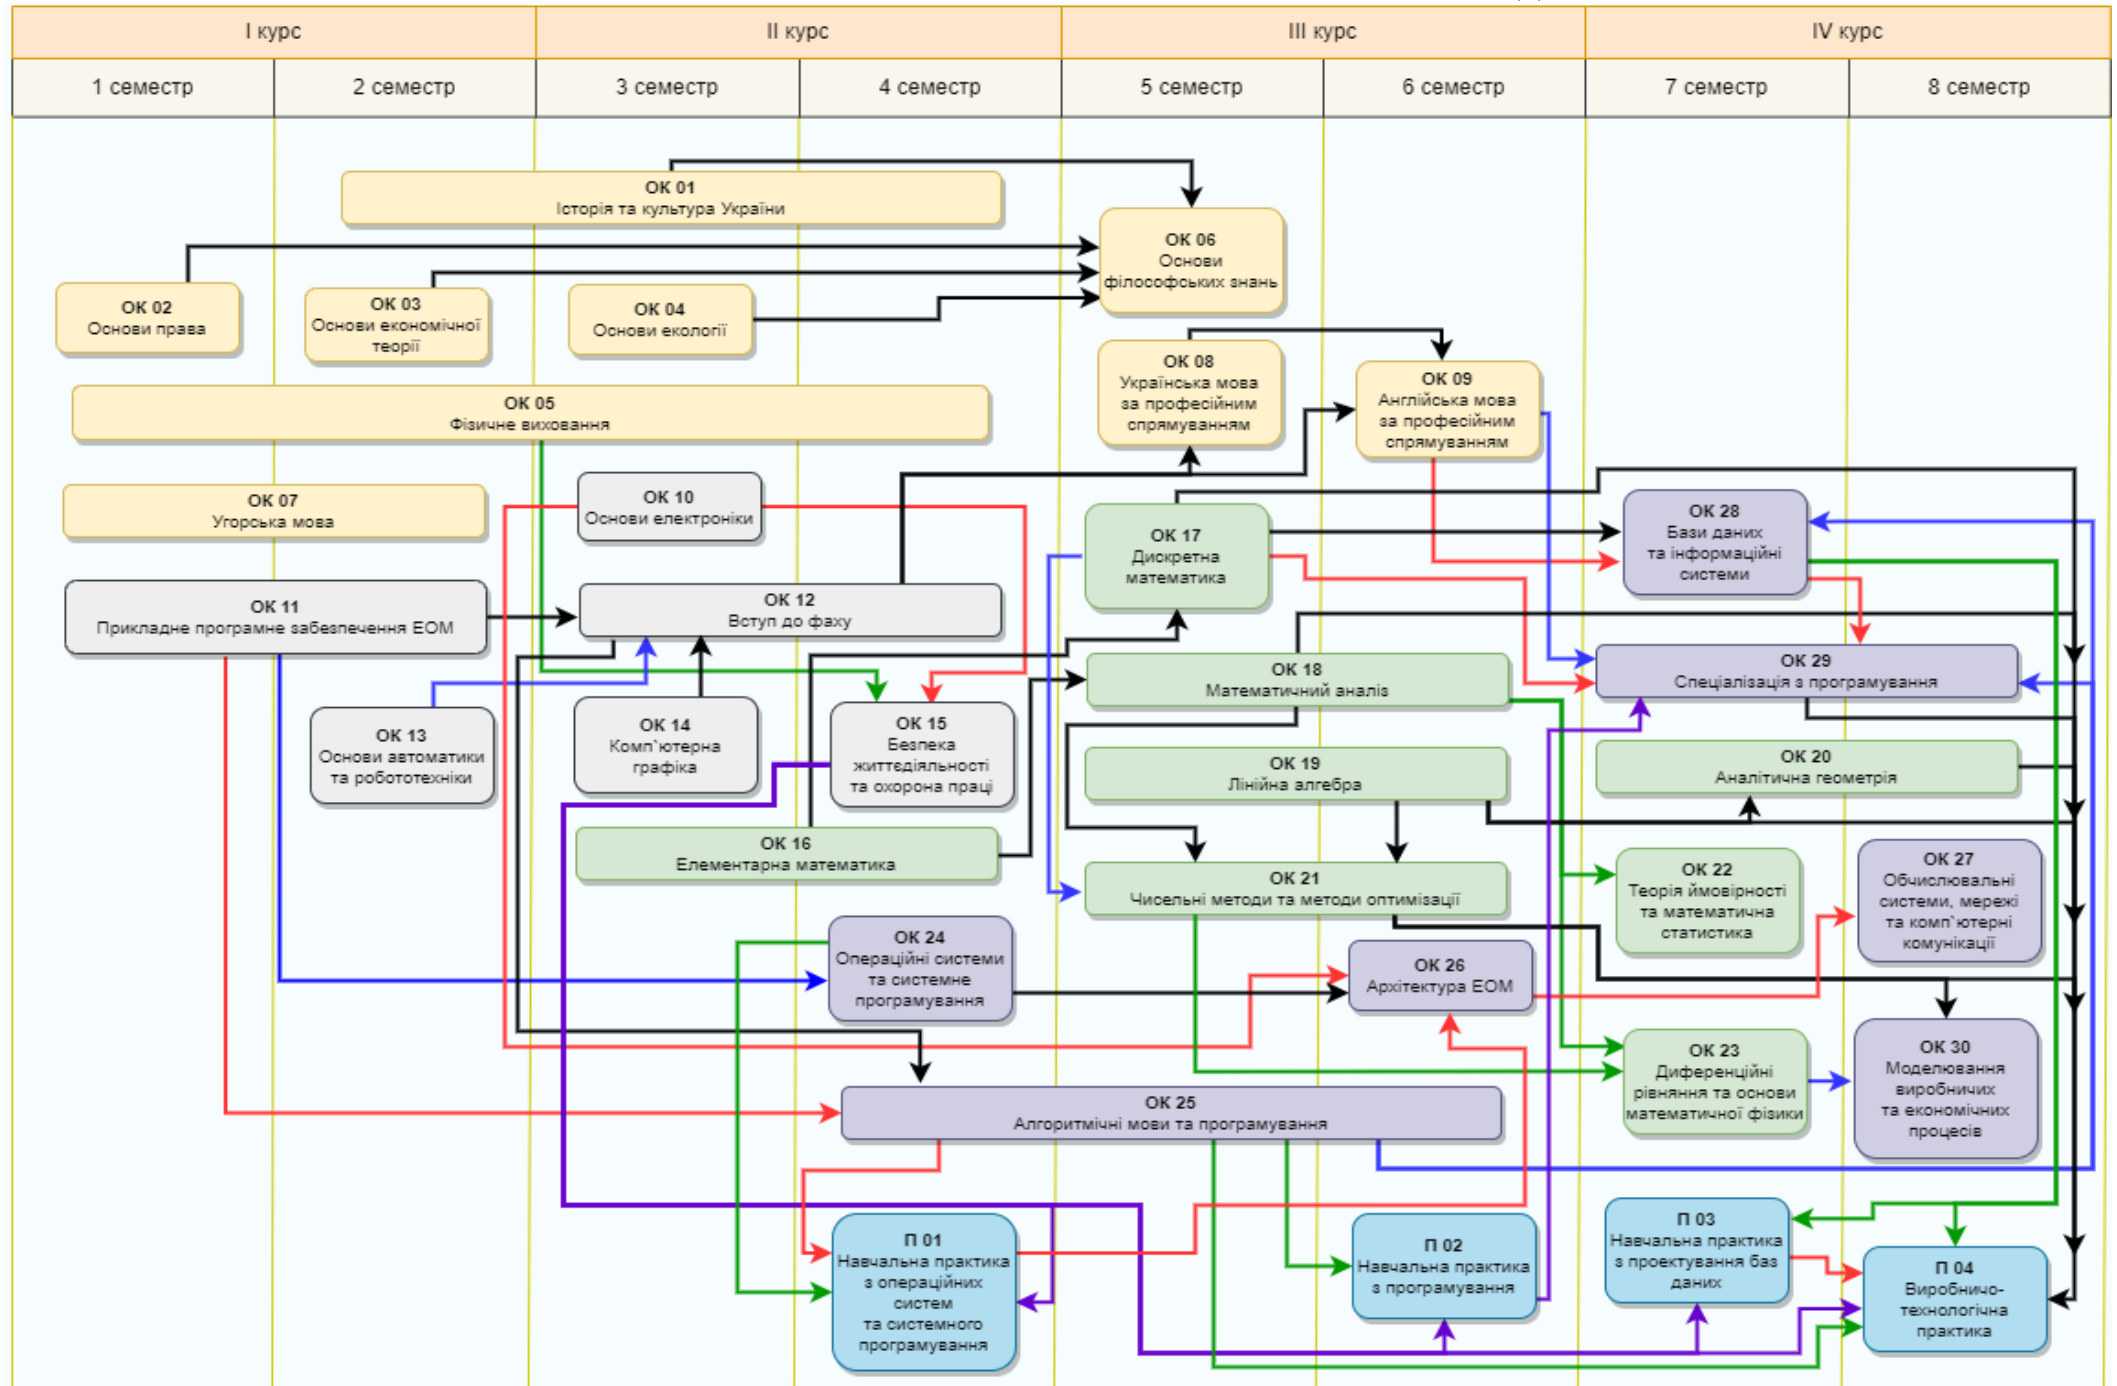 І курс
ІІ курс
ІІІ курс
IV курс
1 семестр
2 семестр
3 семестр
4 семестр
5 семестр
6 семестр
7 семестр
8 семестр
ОК 01
Історія та культура України
ОК 06
Основи
філософських знань
ОК 02
Основи права
ОК 03
Основи економічної
теорії
ОК 04
Основи екології
ОК 08
Українська мова
за професійним
спрямуванням
ОК 09
Англійська мова
за професійним
спрямуванням
ОК 05
Фізичне виховання
ОК 07
Угорська мова
ОК 10
Основи електроніки
ОК 17
Дискретна
математика
ОК 28
Бази даних
та інформаційні
системи
ОК 11
Прикладне програмне забезпечення ЕОМ
ОК 12
Вступ до фаху
ОК 18
Математичний аналіз
ОК 29
Спеціалізація з програмування
ОК 13
Основи автоматики
та робототехніки
ОК 14
Комп`ютерна
графіка
ОК 15
Безпека
життєдіяльності
та охорона праці
ОК 19
Лінійна алгебра
ОК 20
Аналітична геометрія
ОК 16
Елементарна математика
ОК 21
Чисельні методи та методи оптимізації
ОК 22
Теорія ймовірності
та математична
статистика
ОК 27
Обчислювальні
системи, мережі
та комп`ютерні
комунікації
ОК 24
Операційні системи
та системне
програмування
ОК 26
Архітектура ЕОМ
ОК 23
Диференційні
рівняння та основи
математичної фізики
ОК 30
Моделювання
виробничих
та економічних
процесів
ОК 25
Алгоритмічні мови та програмування
П 01
Навчальна практика
з операційних
систем
та системного
програмування
П 02
Навчальна практика
з програмування
П 03
Навчальна практика
з проектування баз
даних
П 04
Виробничо-
технологічна
практика